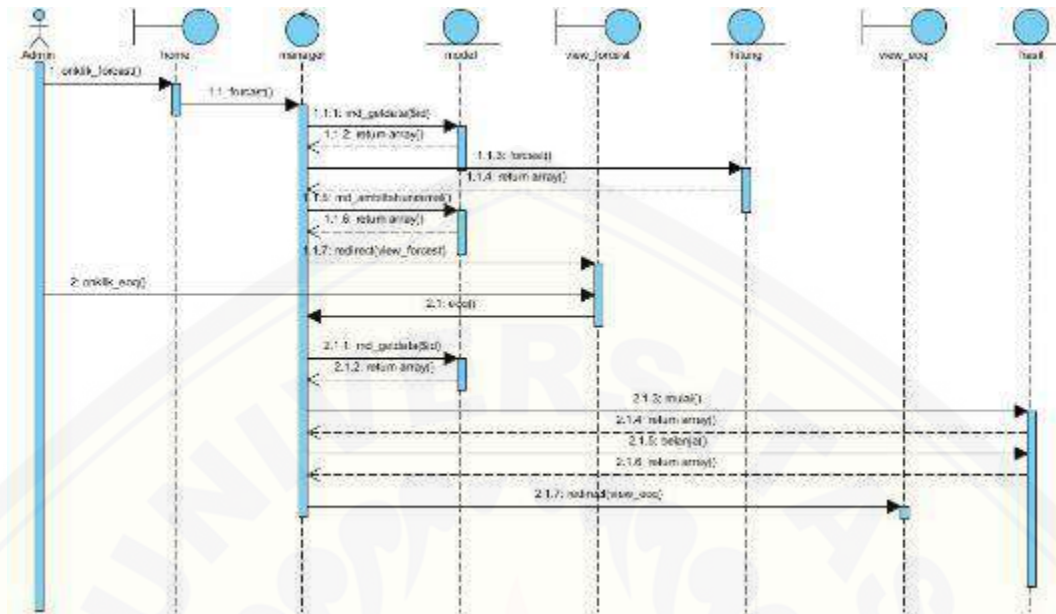 Admin
home
manager
model
view_forcast
hitung
view_eoq
hasil
1: onklik_forcast()
1.1: forcast()
1.1.1: md_getdata($id)
1.1.2: return array()
1.1.3: forcast()
1.1.4: return array()
1.1.5:
1.1.6: return array()
1.1.7: redirect(view_forcast)
2: onklik_eoq()
2.1: eoq()
2.1.1: md_getdata($id)
2.1.2: return array()
2.1.3: mulai()
2.1.4: return array()
2.1.5: belanja()
2.1.6: return array()
2.1.7: redirect(view_eoq)
UNIVERSITAS